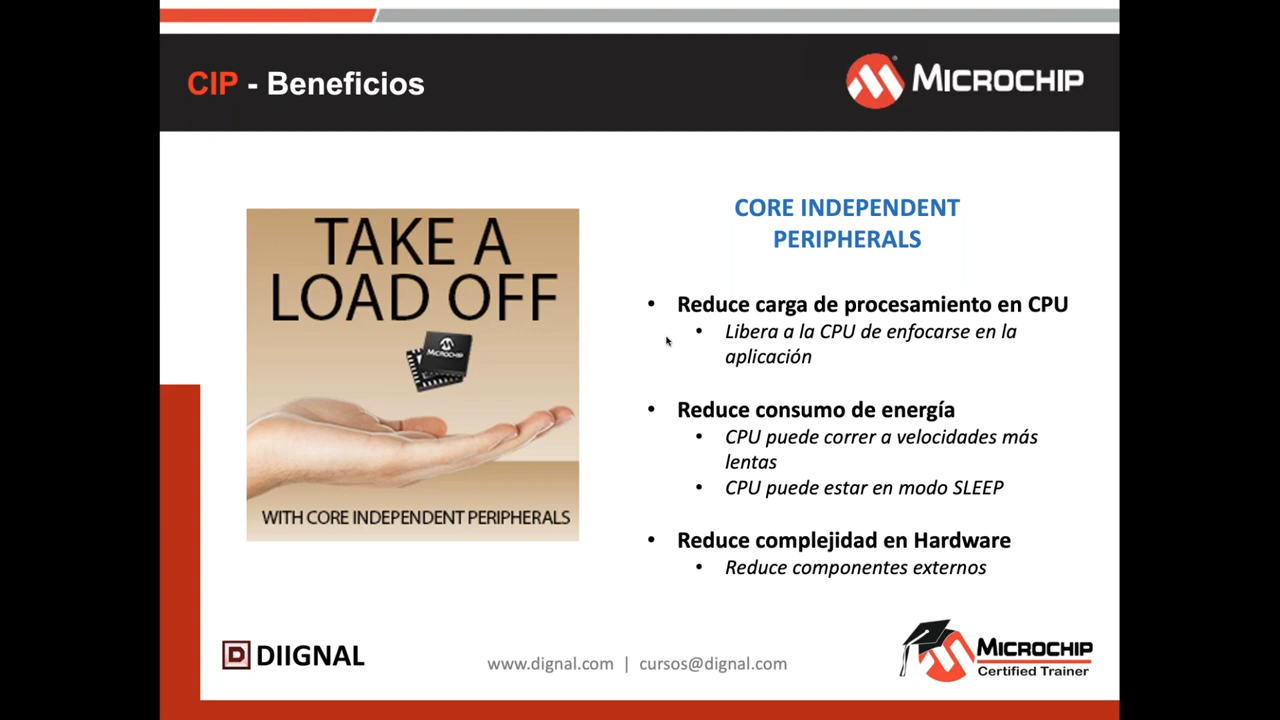 CIP - Beneficios
MICROCHIP
TAKE A
LOAD OFF
MICROCHIP
WITH CORE INDEPENDENT PERIPHERALS
CORE INDEPENDENT
PERIPHERALS
• Reduce carga de procesamiento en CPU
• Libera a la CPU de enfocarse en la
aplicación
• Reduce consumo de energía
• CPU puede correr a velocidades más
lentas
• CPU puede estar en modo SLEEP
• Reduce complejidad en Hardware
• Reduce componentes externos
D DIIGNAL
www.dignal.com | cursos@dignal.com
MICROCHIP
Certified Trainer